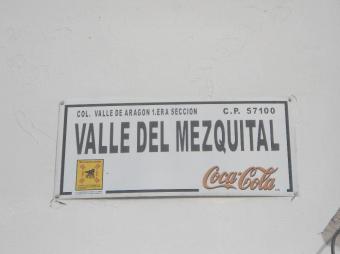 COL. VALLE DE ARAGON 1.ERA SECCION C.P. 57100
VALLE DEL MEZQUITAL
Coca-Cola